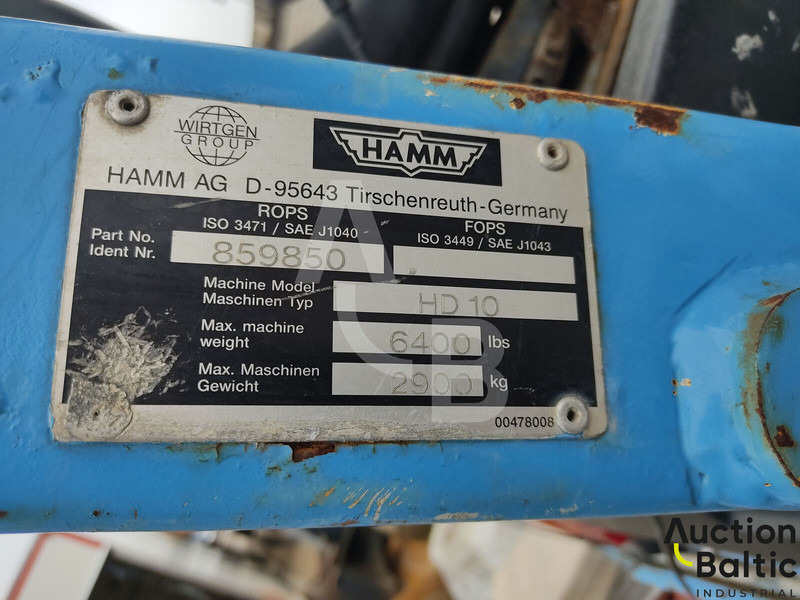 WIRTGEN
GROUP
HAMM
HAMM AG D-95643 Tirschenreuth-Germany
ROPS
ISO 3471 / SAE J1040
FOPS
ISO 3449 / SAE J1043
Part No.
Ident Nr.
859850
Machine Model
Maschinen Typ
HD 10
Max. machine
weight
6400 lbs
Max. Maschinen
Gewicht
2900 kg
00478008
ACB
Auction
Baltic
INDUSTRIAL